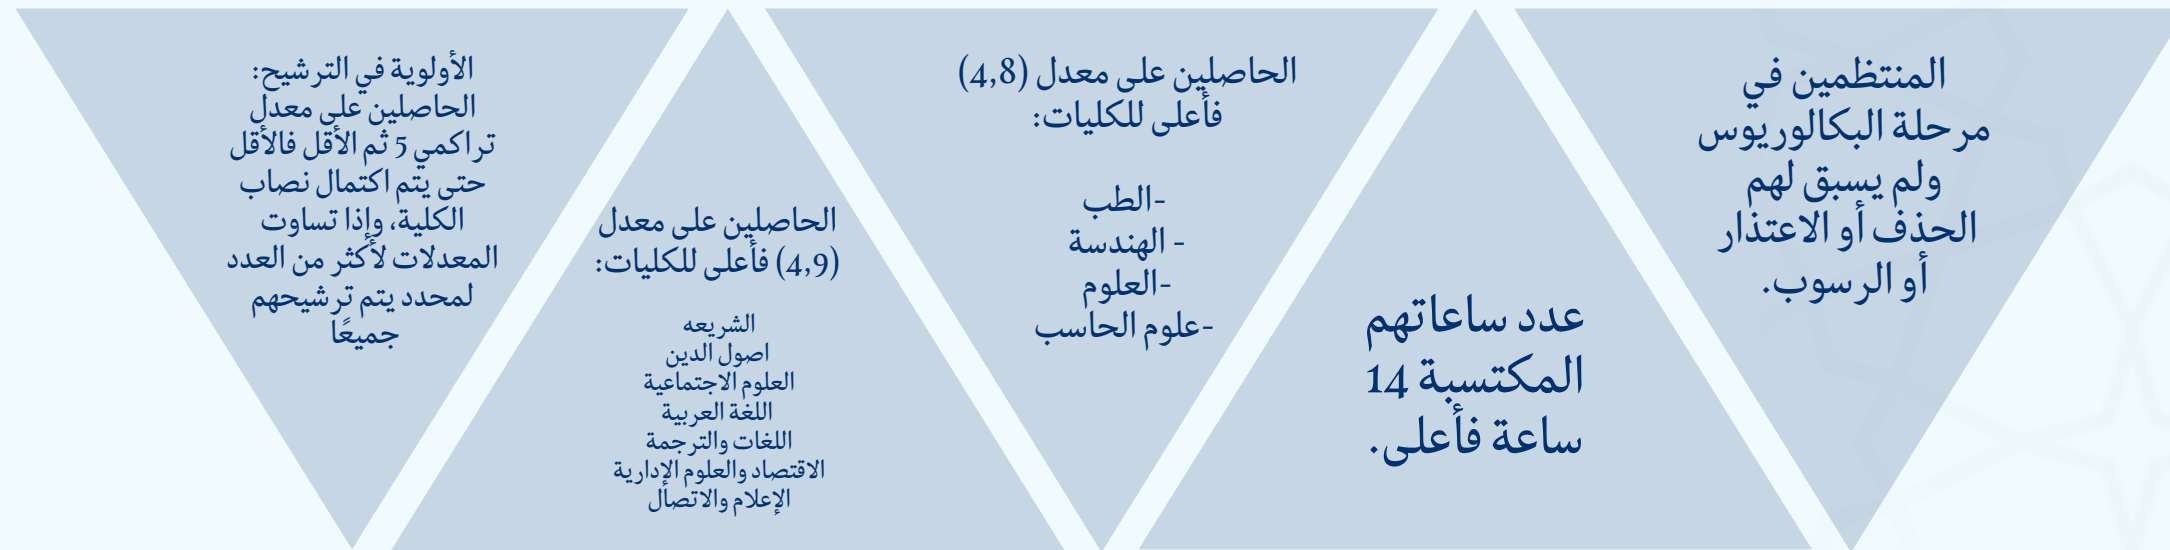 المنتظمين في
مرحلة البكالوريوس
ولم يسبق لهم
الحذف أو الاعتذار
أو الرسوب.
عدد ساعاتهم
المكتسبة 14
ساعة فأعلى.
الحاصلين على معدل (4,8)
فأعلى للكليات:
-الطب
- الهندسة
-العلوم
-علوم الحاسب
الحاصلين على معدل
(4,9) فأعلى للكليات:
الشريعه
اصول الدين
العلوم الاجتماعية
اللغة العربية
اللغات والترجمة
الاقتصاد والعلوم الإدارية
الإعلام والاتصال
الأولوية في الترشيح:
الحاصلين على معدل
تراكمي 5 ثم الأقل فالأقل
حتى يتم اكتمال نصاب
الكلية، وإذا تساوت
المعدلات لأكثر من العدد
لمحدد يتم ترشيحهم
جميعًا